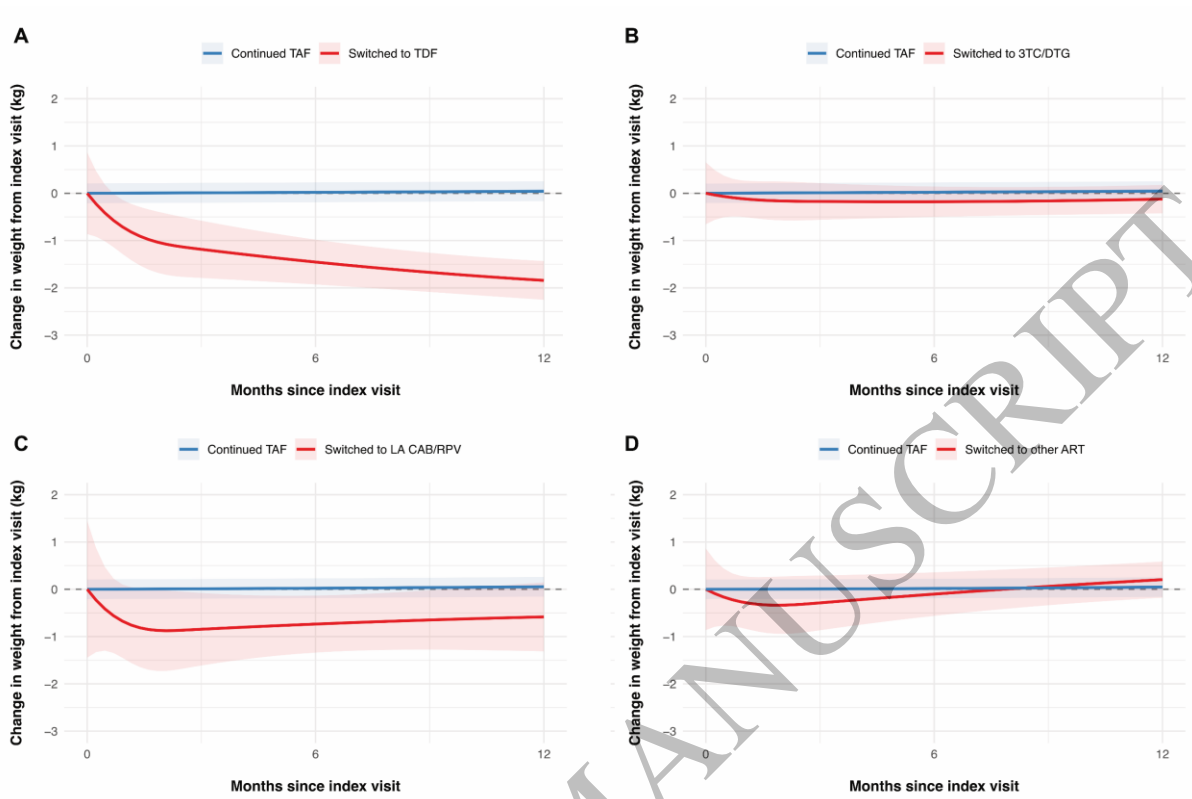 A
Continued TAF Switched to TDF
Change in weight from index visit (kg)
2
1
0
−1
−2
−3
0 6 12
Months since index visit
B
Continued TAF Switched to 3TC/DTG
Change in weight from index visit (kg)
2
1
0
−1
−2
−3
0 6 12
Months since index visit
C
Continued TAF Switched to LA CAB/RPV
Change in weight from index visit (kg)
2
1
0
−1
−2
−3
0 6 12
Months since index visit
D
Continued TAF Switched to other ART
Change in weight from index visit (kg)
2
1
0
−1
−2
−3
0 6 12
Months since index visit
MANUSCRIPT